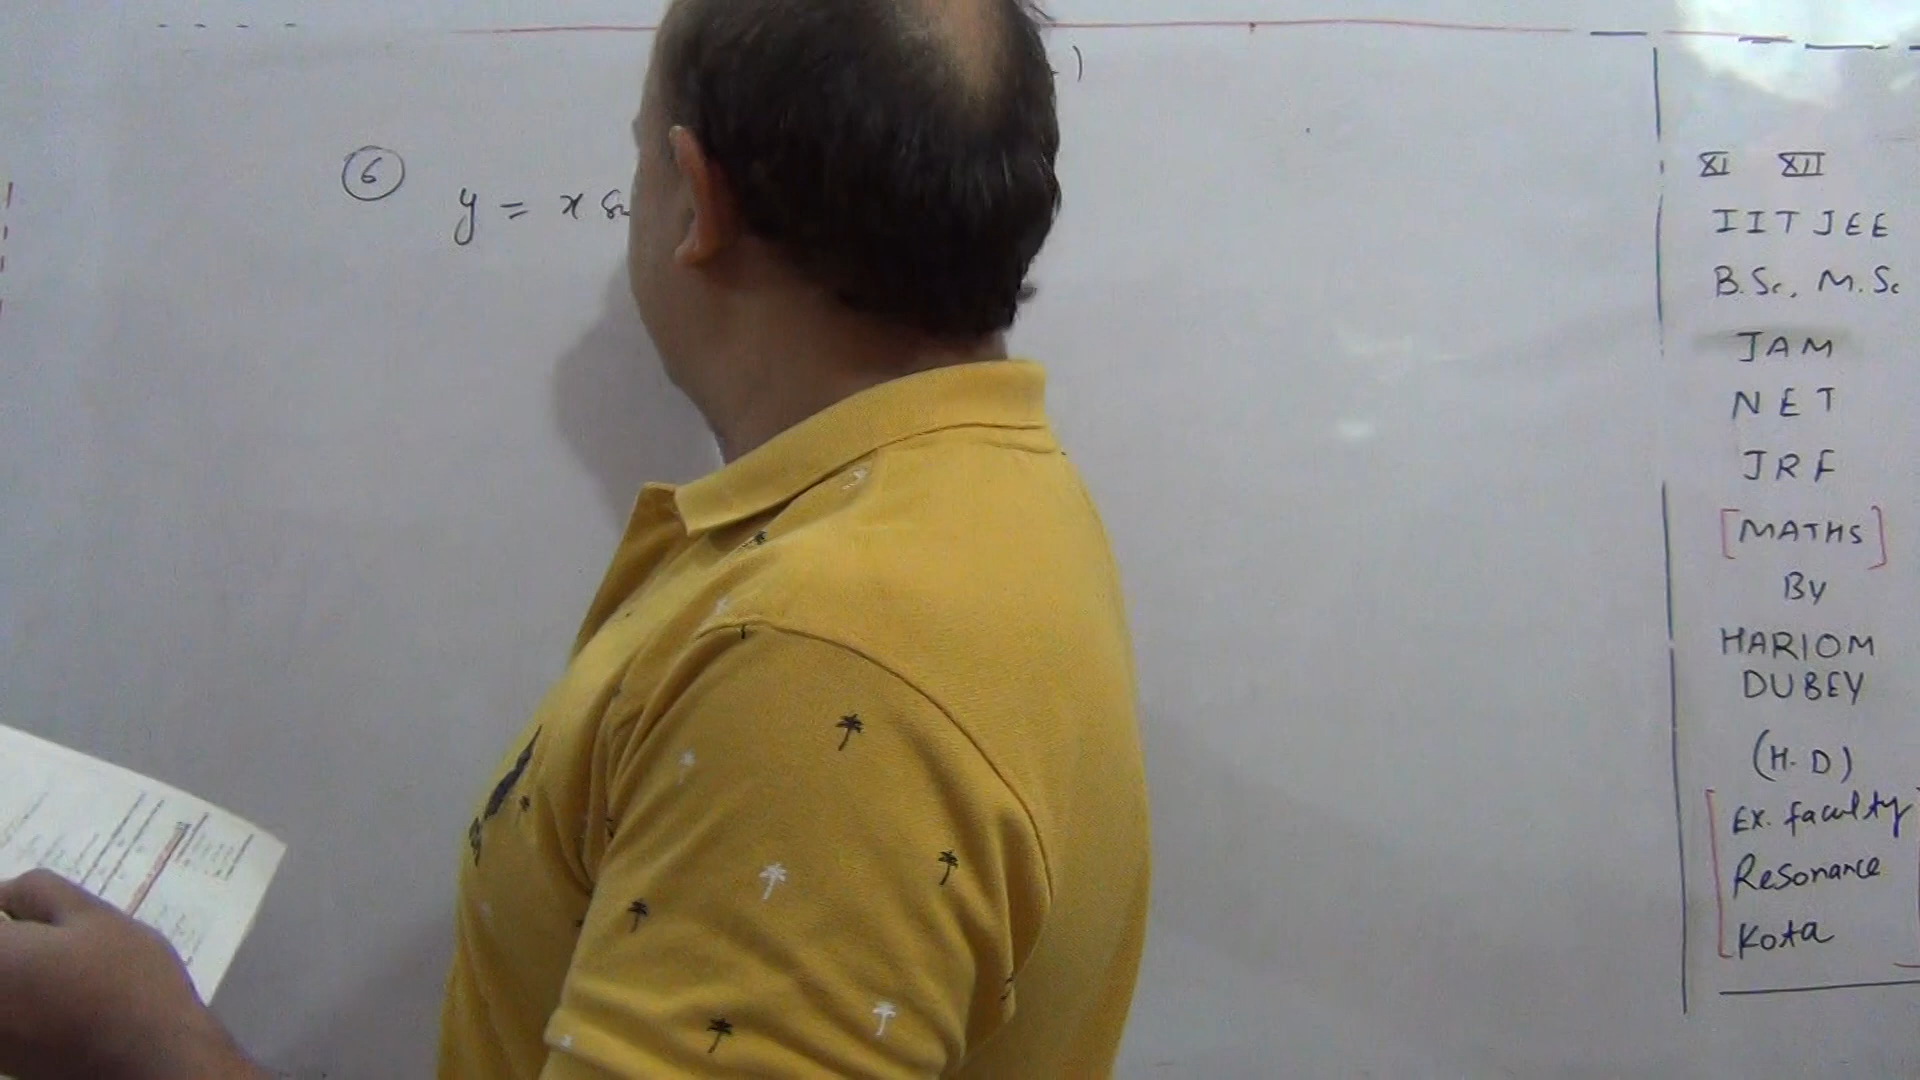 )
⑥ y = x
XI XII
IIT JEE
B.Sc, M.Sc
JAM
NET
JRF
[MATHS]
By
HARIOM
DUBEY
(H.D)
Ex. faculty
Resonance
Kota